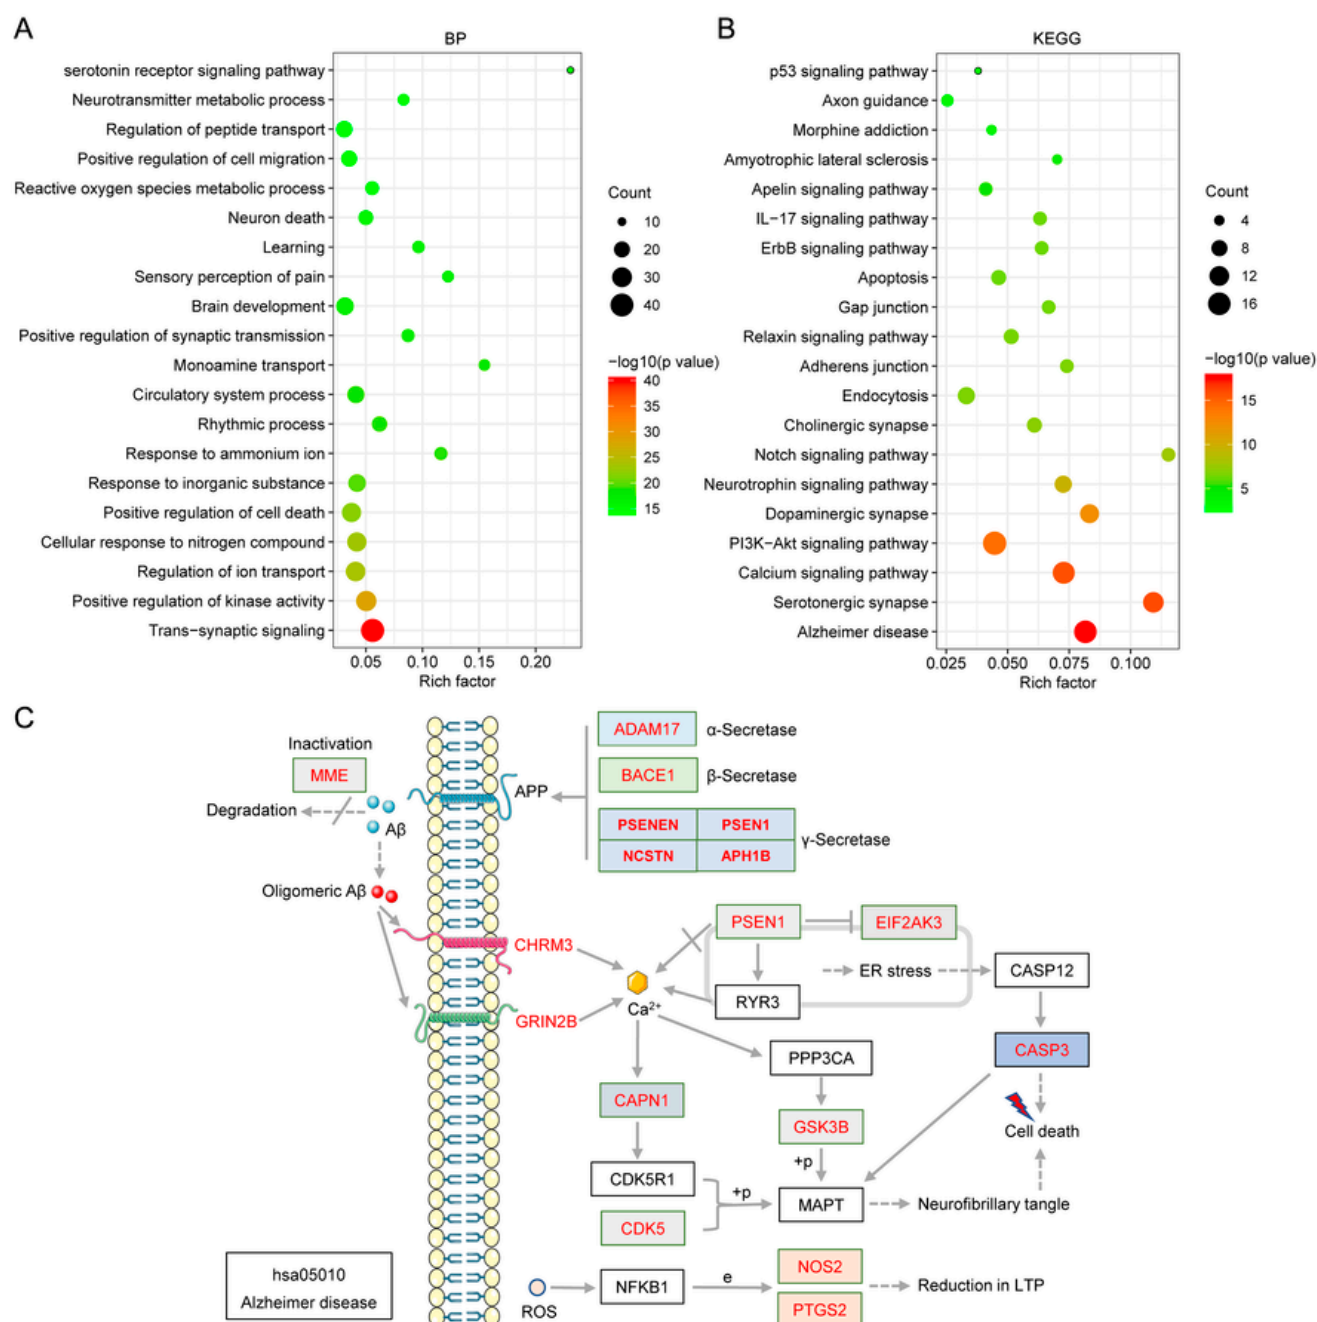 A
BP
serotonin receptor signaling pathway
Neurotransmitter metabolic process
Regulation of peptide transport
Positive regulation of cell migration
Reactive oxygen species metabolic process
Neuron death
Learning
Sensory perception of pain
Brain development
Positive regulation of synaptic transmission
Monoamine transport
Circulatory system process
Rhythmic process
Response to ammonium ion
Response to inorganic substance
Positive regulation of cell death
Cellular response to nitrogen compound
Regulation of ion transport
Positive regulation of kinase activity
Trans−synaptic signaling
0.05 0.10 0.15 0.20
Rich factor
Count
10
20
30
40
−log10(p value)
40
35
30
25
20
15
B
KEGG
p53 signaling pathway
Axon guidance
Morphine addiction
Amyotrophic lateral sclerosis
Apelin signaling pathway
IL−17 signaling pathway
ErbB signaling pathway
Apoptosis
Gap junction
Relaxin signaling pathway
Adherens junction
Endocytosis
Cholinergic synapse
Notch signaling pathway
Neurotrophin signaling pathway
Dopaminergic synapse
PI3K−Akt signaling pathway
Calcium signaling pathway
Serotonergic synapse
Alzheimer disease
0.025 0.050 0.075 0.100
Rich factor
Count
4
8
12
16
−log10(p value)
15
10
5
C
Inactivation
MME
Degradation
Aβ
Oligomeric Aβ
APP
ADAM17 α-Secretase
BACE1 β-Secretase
PSENEN PSEN1
NCSTN APH1B
γ-Secretase
CHRM3
GRIN2B
Ca²⁺
PSEN1
EIF2AK3
RYR3
ER stress
CASP12
CASP3
Cell death
PPP3CA
CAPN1
GSK3B
+p
CDK5R1
CDK5
+p
MAPT
Neurofibrillary tangle
ROS
NFKB1
e
NOS2
PTGS2
Reduction in LTP
hsa05010
Alzheimer disease